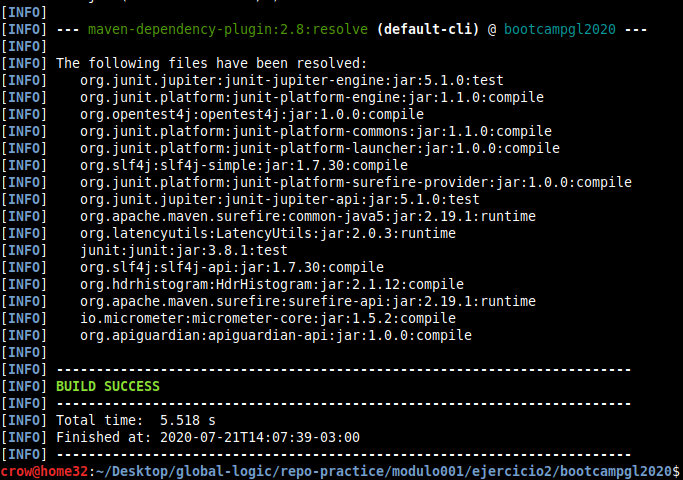 [INFO]
[INFO] --- maven-dependency-plugin:2.8:resolve (default-cli) @ bootcampgl2020 ---
[INFO]
[INFO] The following files have been resolved:
[INFO]    org.junit.jupiter:junit-jupiter-engine:jar:5.1.0:test
[INFO]    org.junit.platform:junit-platform-engine:jar:1.1.0:compile
[INFO]    org.opentest4j:opentest4j:jar:1.0.0:compile
[INFO]    org.junit.platform:junit-platform-commons:jar:1.1.0:compile
[INFO]    org.junit.platform:junit-platform-launcher:jar:1.0.0:compile
[INFO]    org.slf4j:slf4j-simple:jar:1.7.30:compile
[INFO]    org.junit.platform:junit-platform-surefire-provider:jar:1.0.0:compile
[INFO]    org.junit.jupiter:junit-jupiter-api:jar:5.1.0:test
[INFO]    org.apache.maven.surefire:common-java5:jar:2.19.1:runtime
[INFO]    org.latencyutils:LatencyUtils:jar:2.0.3:runtime
[INFO]    junit:junit:jar:3.8.1:test
[INFO]    org.slf4j:slf4j-api:jar:1.7.30:compile
[INFO]    org.hdrhistogram:HdrHistogram:jar:2.1.12:compile
[INFO]    org.apache.maven.surefire:surefire-api:jar:2.19.1:runtime
[INFO]    io.micrometer:micrometer-core:jar:1.5.2:compile
[INFO]    org.apiguardian:apiguardian-api:jar:1.0.0:compile
[INFO]
[INFO] ------------------------------------------------------------------------
[INFO] BUILD SUCCESS
[INFO] ------------------------------------------------------------------------
[INFO] Total time:  5.518 s
[INFO] Finished at: 2020-07-21T14:07:39-03:00
[INFO] ------------------------------------------------------------------------
crow@home32:~/Desktop/global-logic/repo-practice/modulo001/ejercicio2/bootcampgl2020$